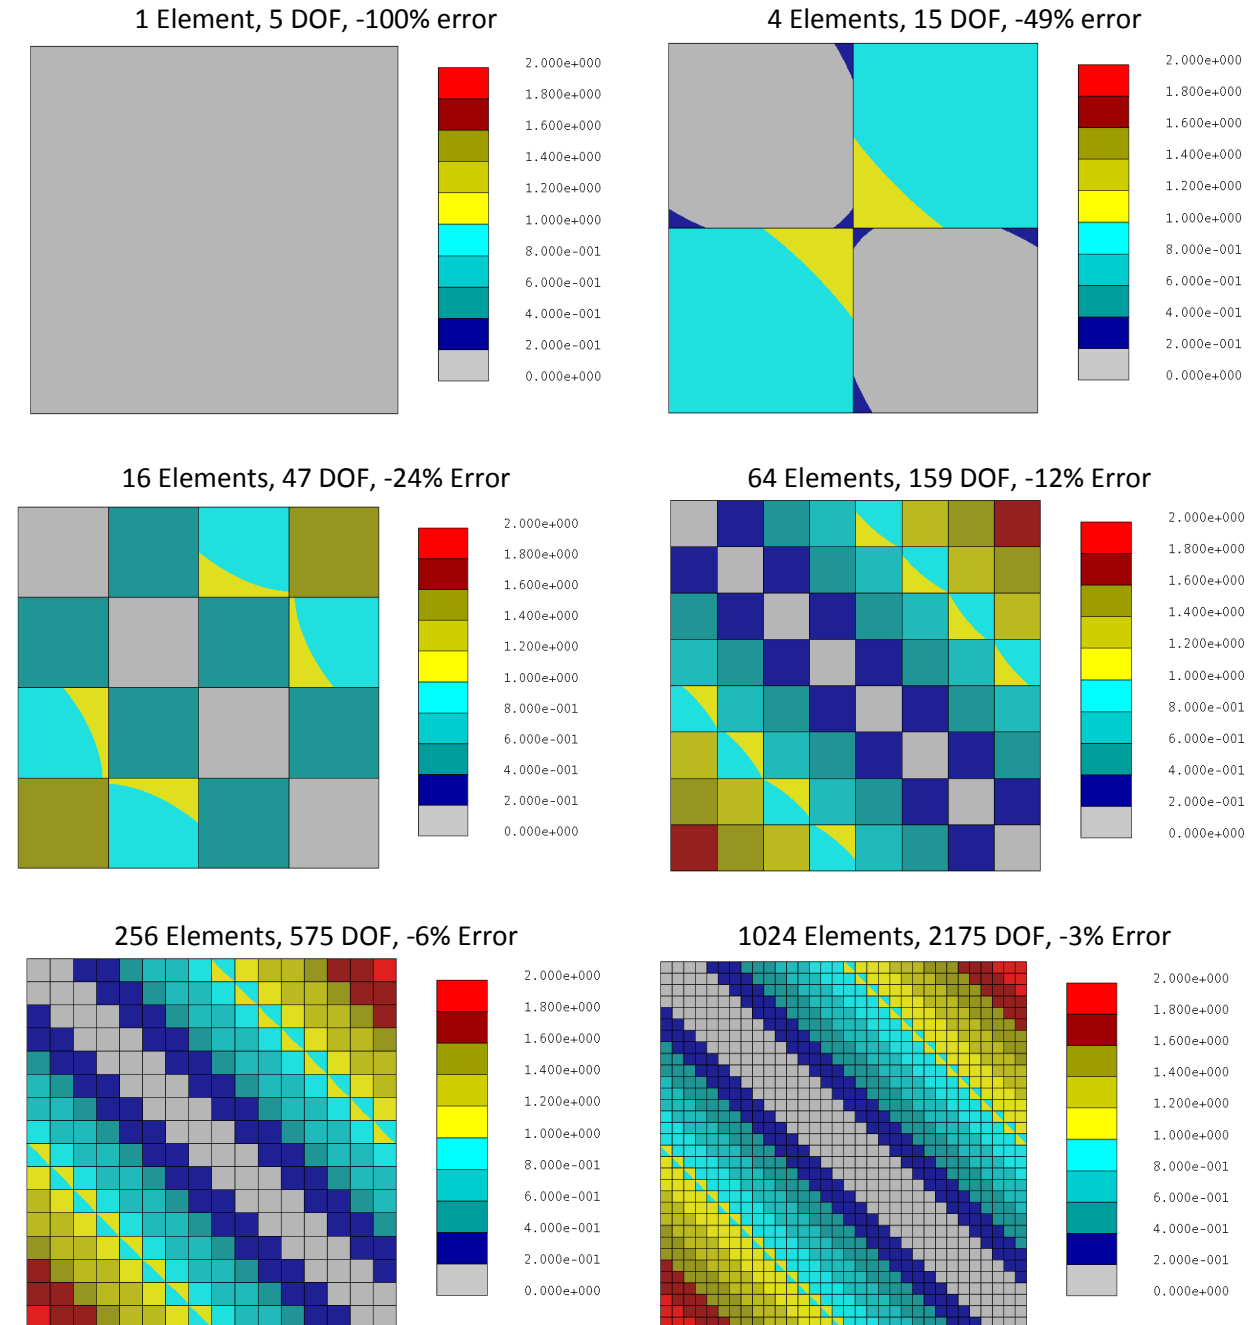 1 Element, 5 DOF, -100% error
2.000e+000
1.800e+000
1.600e+000
1.400e+000
1.200e+000
1.000e+000
8.000e-001
6.000e-001
4.000e-001
2.000e-001
0.000e+000
4 Elements, 15 DOF, -49% error
2.000e+000
1.800e+000
1.600e+000
1.400e+000
1.200e+000
1.000e+000
8.000e-001
6.000e-001
4.000e-001
2.000e-001
0.000e+000
16 Elements, 47 DOF, -24% Error
2.000e+000
1.800e+000
1.600e+000
1.400e+000
1.200e+000
1.000e+000
8.000e-001
6.000e-001
4.000e-001
2.000e-001
0.000e+000
64 Elements, 159 DOF, -12% Error
2.000e+000
1.800e+000
1.600e+000
1.400e+000
1.200e+000
1.000e+000
8.000e-001
6.000e-001
4.000e-001
2.000e-001
0.000e+000
256 Elements, 575 DOF, -6% Error
2.000e+000
1.800e+000
1.600e+000
1.400e+000
1.200e+000
1.000e+000
8.000e-001
6.000e-001
4.000e-001
2.000e-001
0.000e+000
1024 Elements, 2175 DOF, -3% Error
2.000e+000
1.800e+000
1.600e+000
1.400e+000
1.200e+000
1.000e+000
8.000e-001
6.000e-001
4.000e-001
2.000e-001
0.000e+000